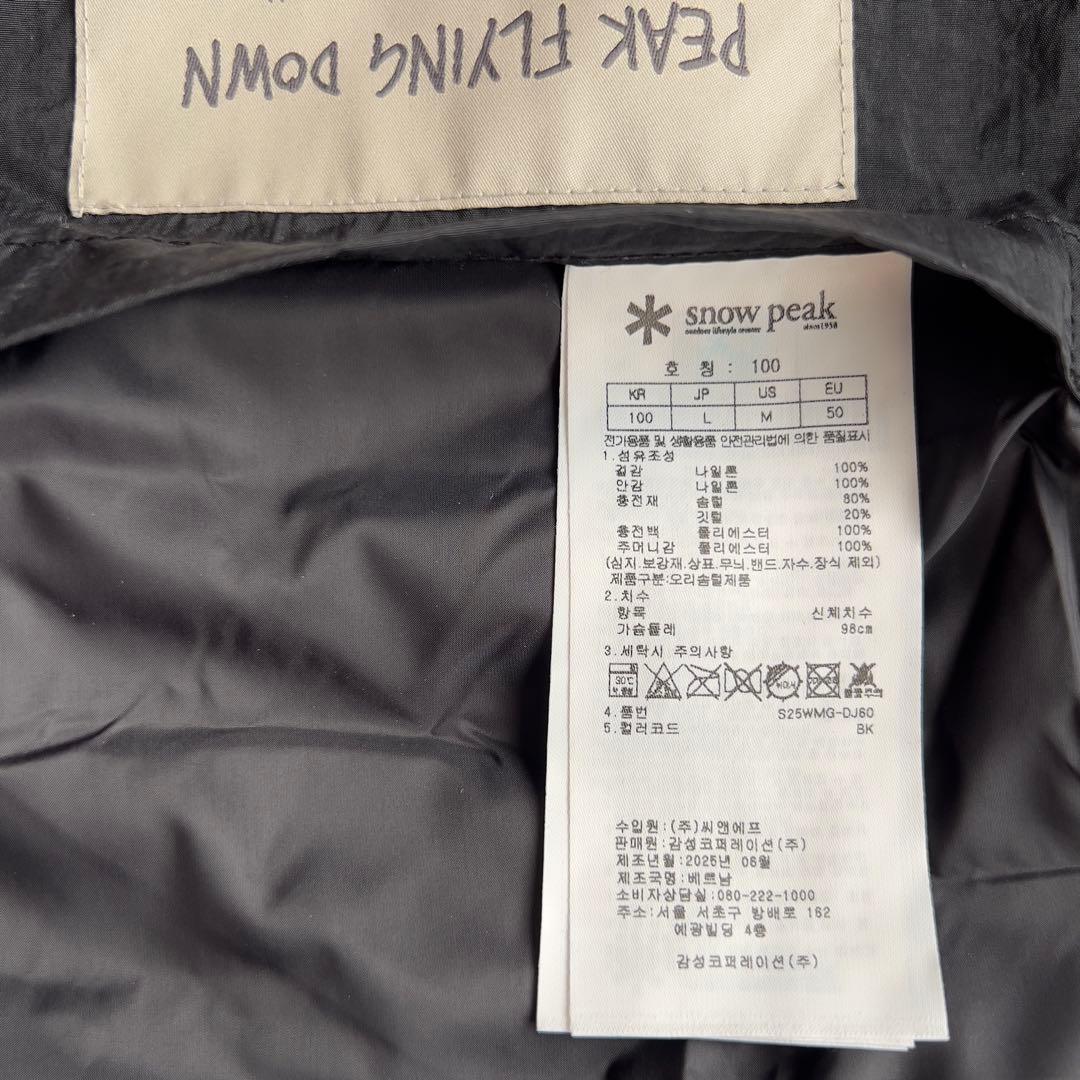 PEAK FLYING DOWN
snow peak
outdoor lifestyle creator
since1958
호 칭 : 100
KR JP US EU
100 L M 50
전기용품 및 생활용품 안전관리법에 의한 품질표시
1.섬유조성
겉감 나일론 100%
안감 나일론 100%
충전재 솜털 80%
깃털 20%
충전백 폴리에스터 100%
주머니감 폴리에스터 100%
(심지.보강재.상표.무늬.밴드.자수.장식 제외)
제품구분:오리솜털제품
2.치수
항목 신체치수
가슴둘레 98cm
3.세탁시 주의사항
30℃
4.품번 S25WMG-DJ60
5.컬러코드 BK
수입원:(주)씨앤에프
판매원:감성코퍼레이션(주)
제조년월:2025년 06월
제조국명:베트남
소비자상담실:080-222-1000
주소:서울 서초구 방배로 162
예광빌딩 4층
감성코퍼레이션(주)